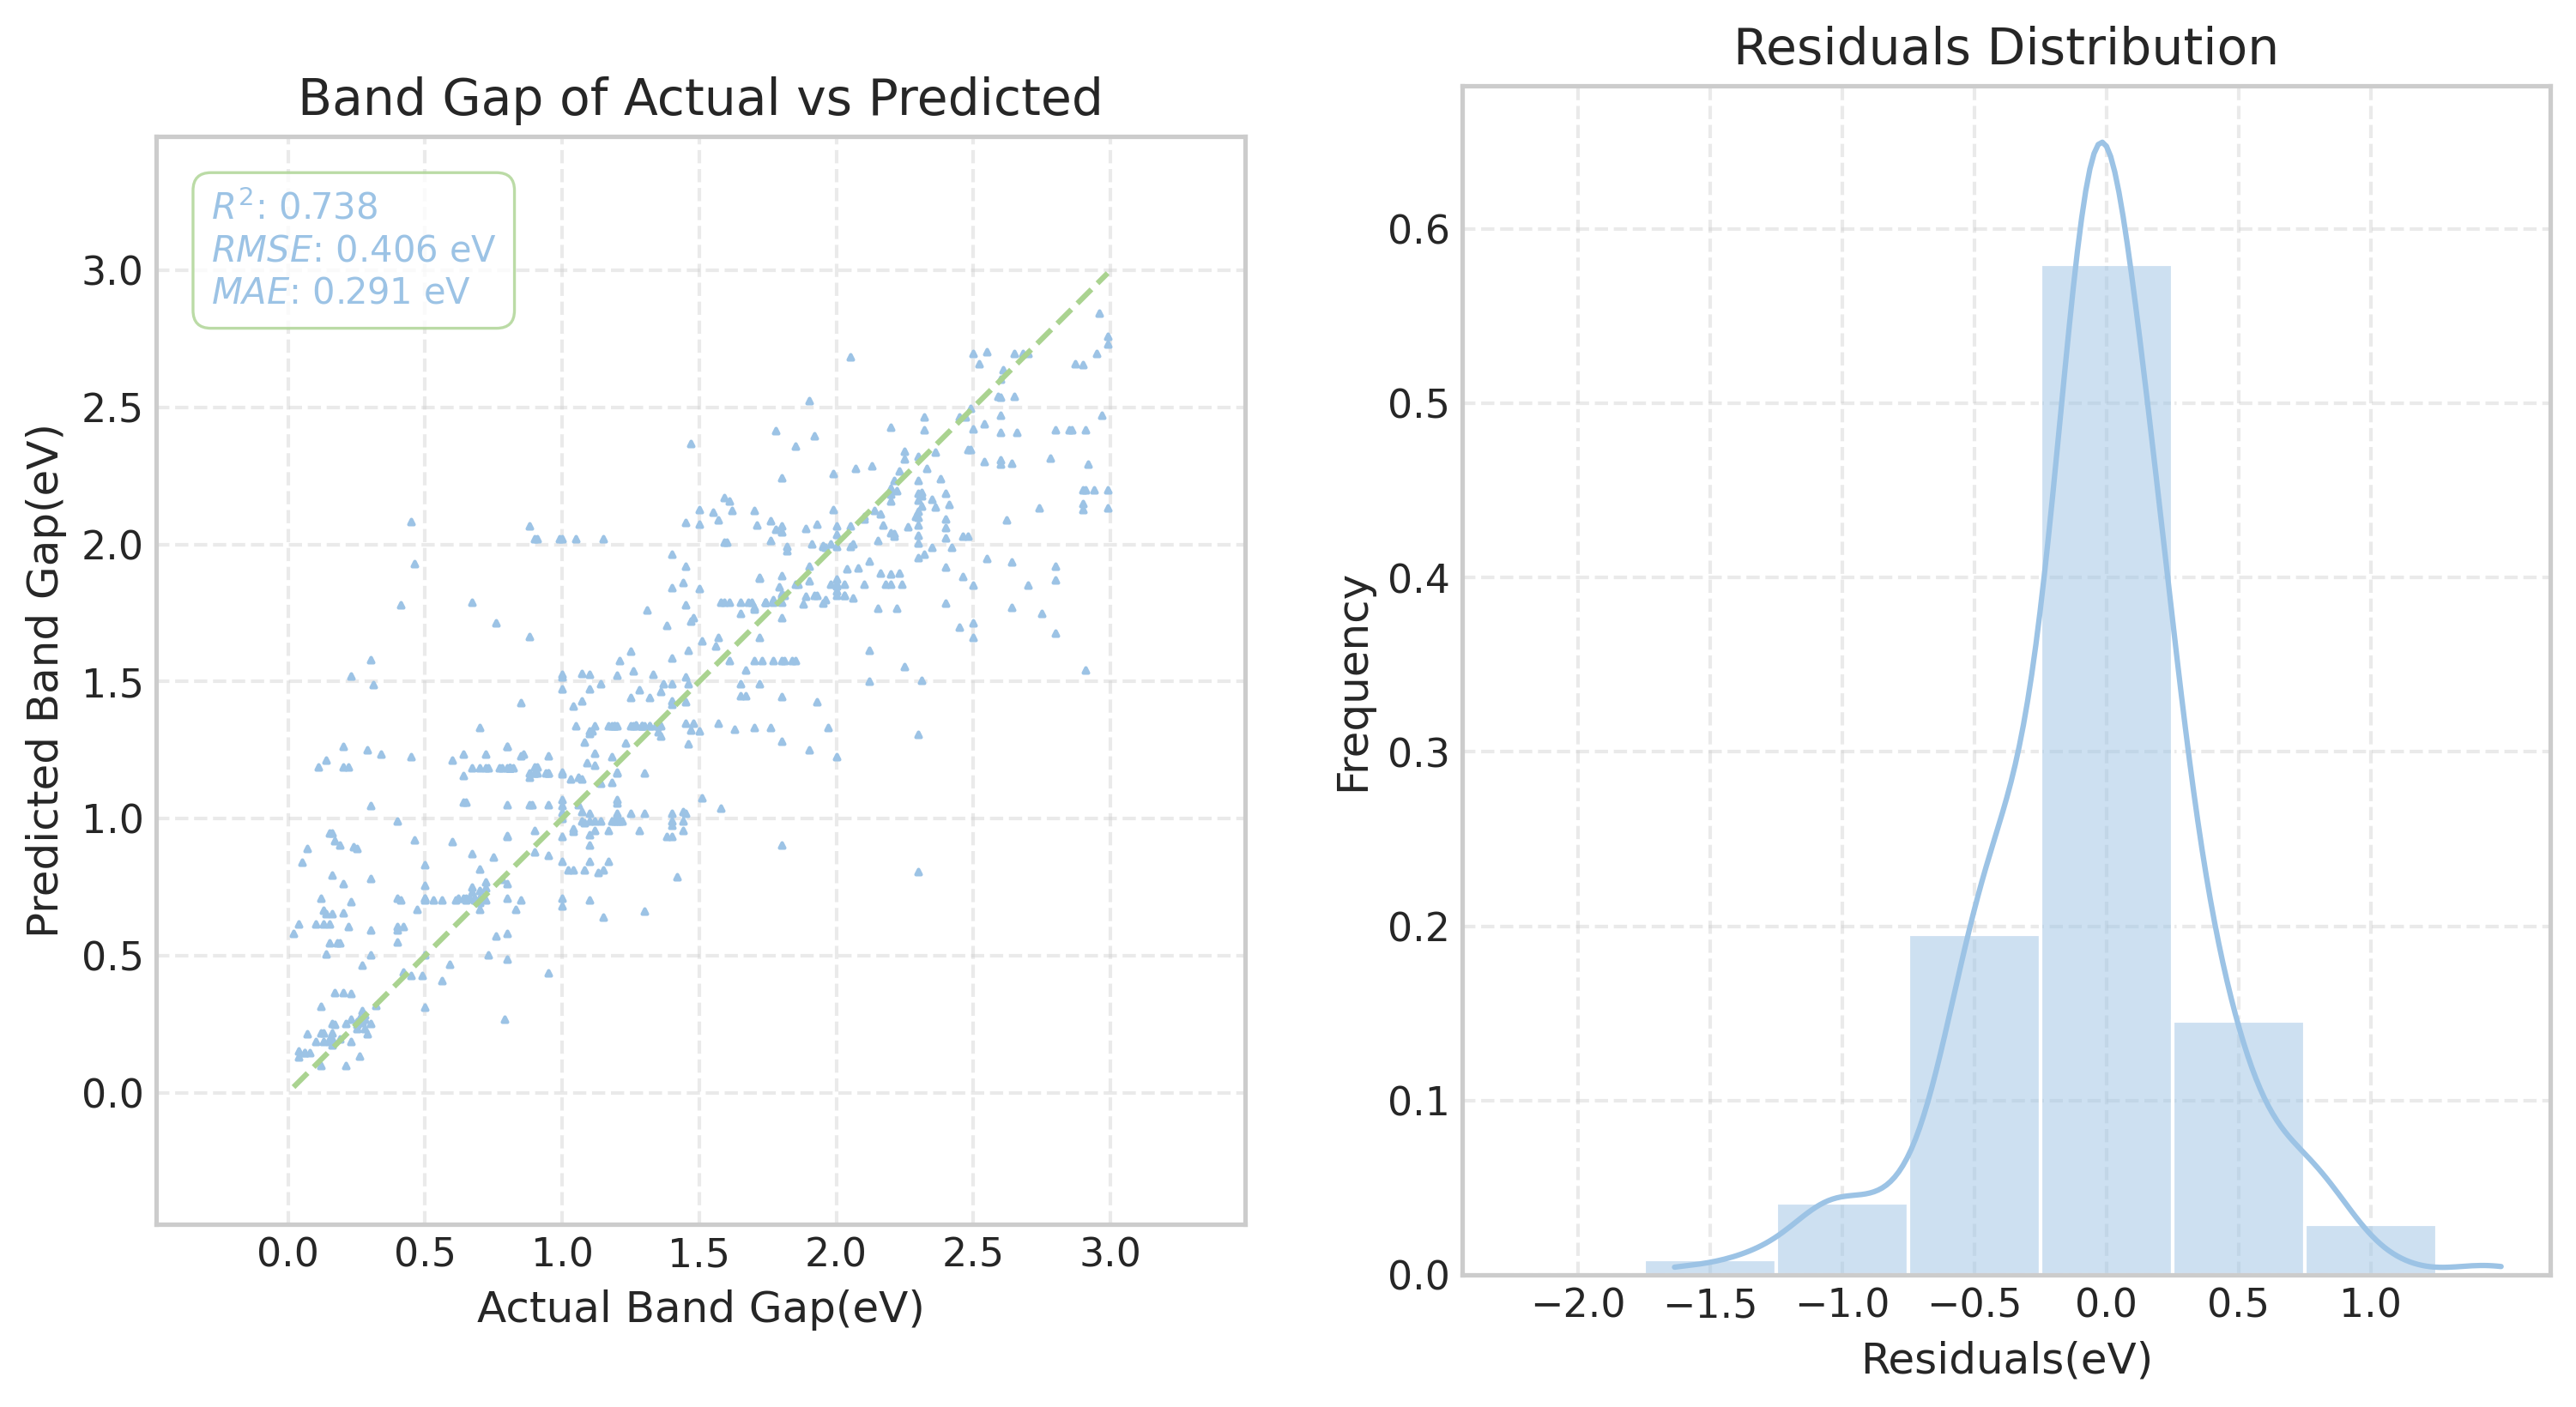 Band Gap of Actual vs Predicted
R²: 0.738
RMSE: 0.406 eV
MAE: 0.291 eV
Predicted Band Gap(eV)
3.0
2.5
2.0
1.5
1.0
0.5
0.0
0.0 0.5 1.0 1.5 2.0 2.5 3.0
Actual Band Gap(eV)
Residuals Distribution
Frequency
0.6
0.5
0.4
0.3
0.2
0.1
0.0
−2.0 −1.5 −1.0 −0.5 0.0 0.5 1.0
Residuals(eV)